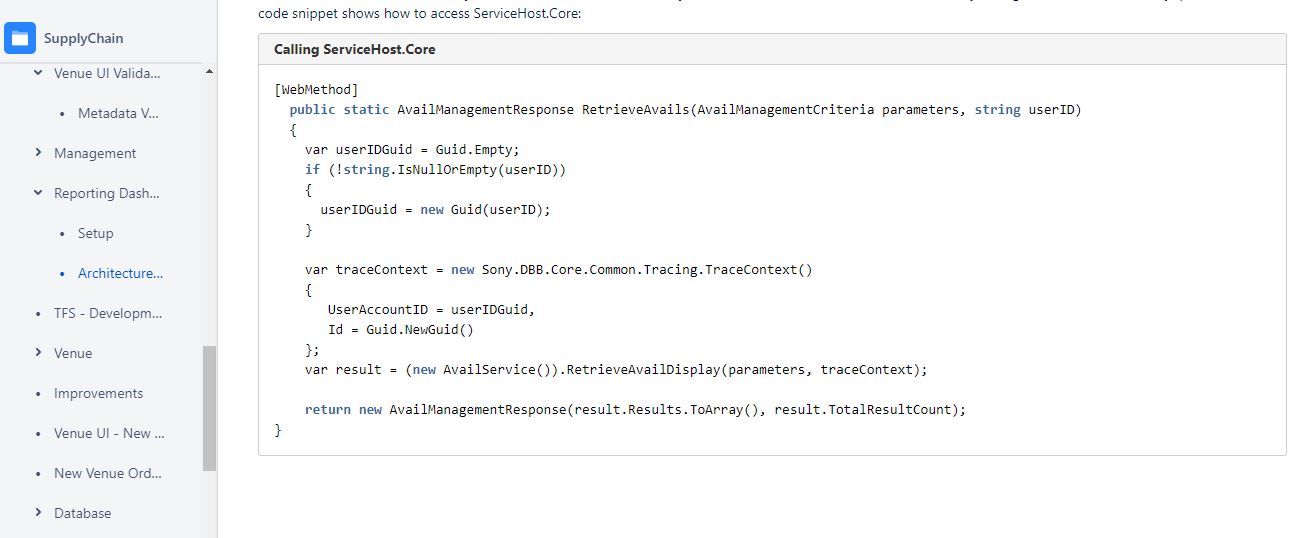 code snippet shows how to access ServiceHost.Core:
SupplyChain
Venue UI Valida...
Metadata V...
Management
Reporting Dash...
Setup
Architecture...
TFS - Developm...
Venue
Improvements
Venue UI - New ...
New Venue Ord...
Database
Calling ServiceHost.Core
[WebMethod]
public static AvailManagementResponse RetrieveAvails(AvailManagementCriteria parameters, string userID)
{
var userIDGuid = Guid.Empty;
if (!string.IsNullOrEmpty(userID))
{
userIDGuid = new Guid(userID);
}
var traceContext = new Sony.DBB.Core.Common.Tracing.TraceContext()
{
UserAccountID = userIDGuid,
Id = Guid.NewGuid()
};
var result = (new AvailService()).RetrieveAvailDisplay(parameters, traceContext);
return new AvailManagementResponse(result.Results.ToArray(), result.TotalResultCount);
}